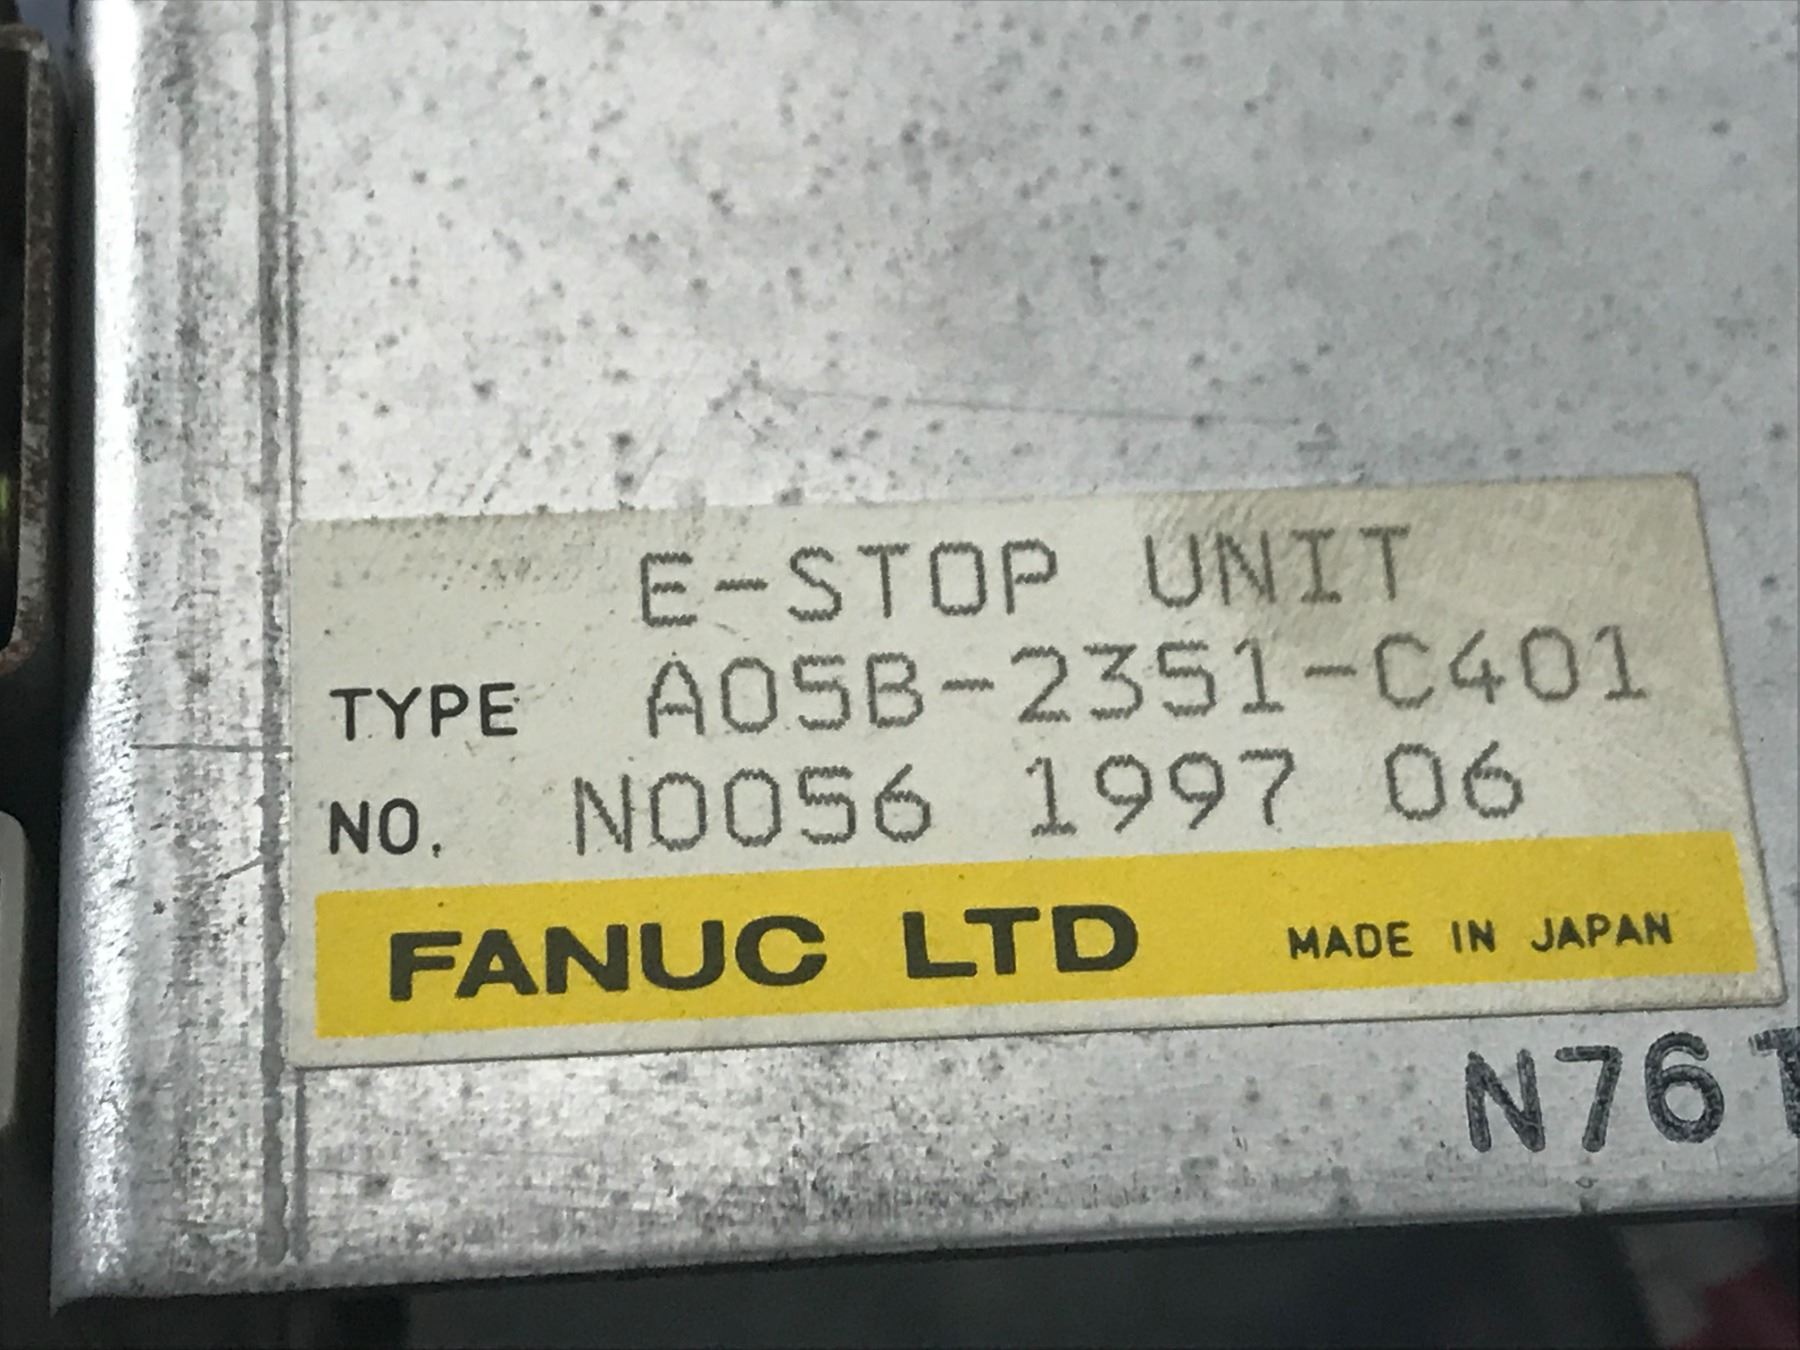 E-STOP UNIT
TYPE A05B-2351-C401
NO. N0056 1997 06
FANUC LTD MADE IN JAPAN
N76